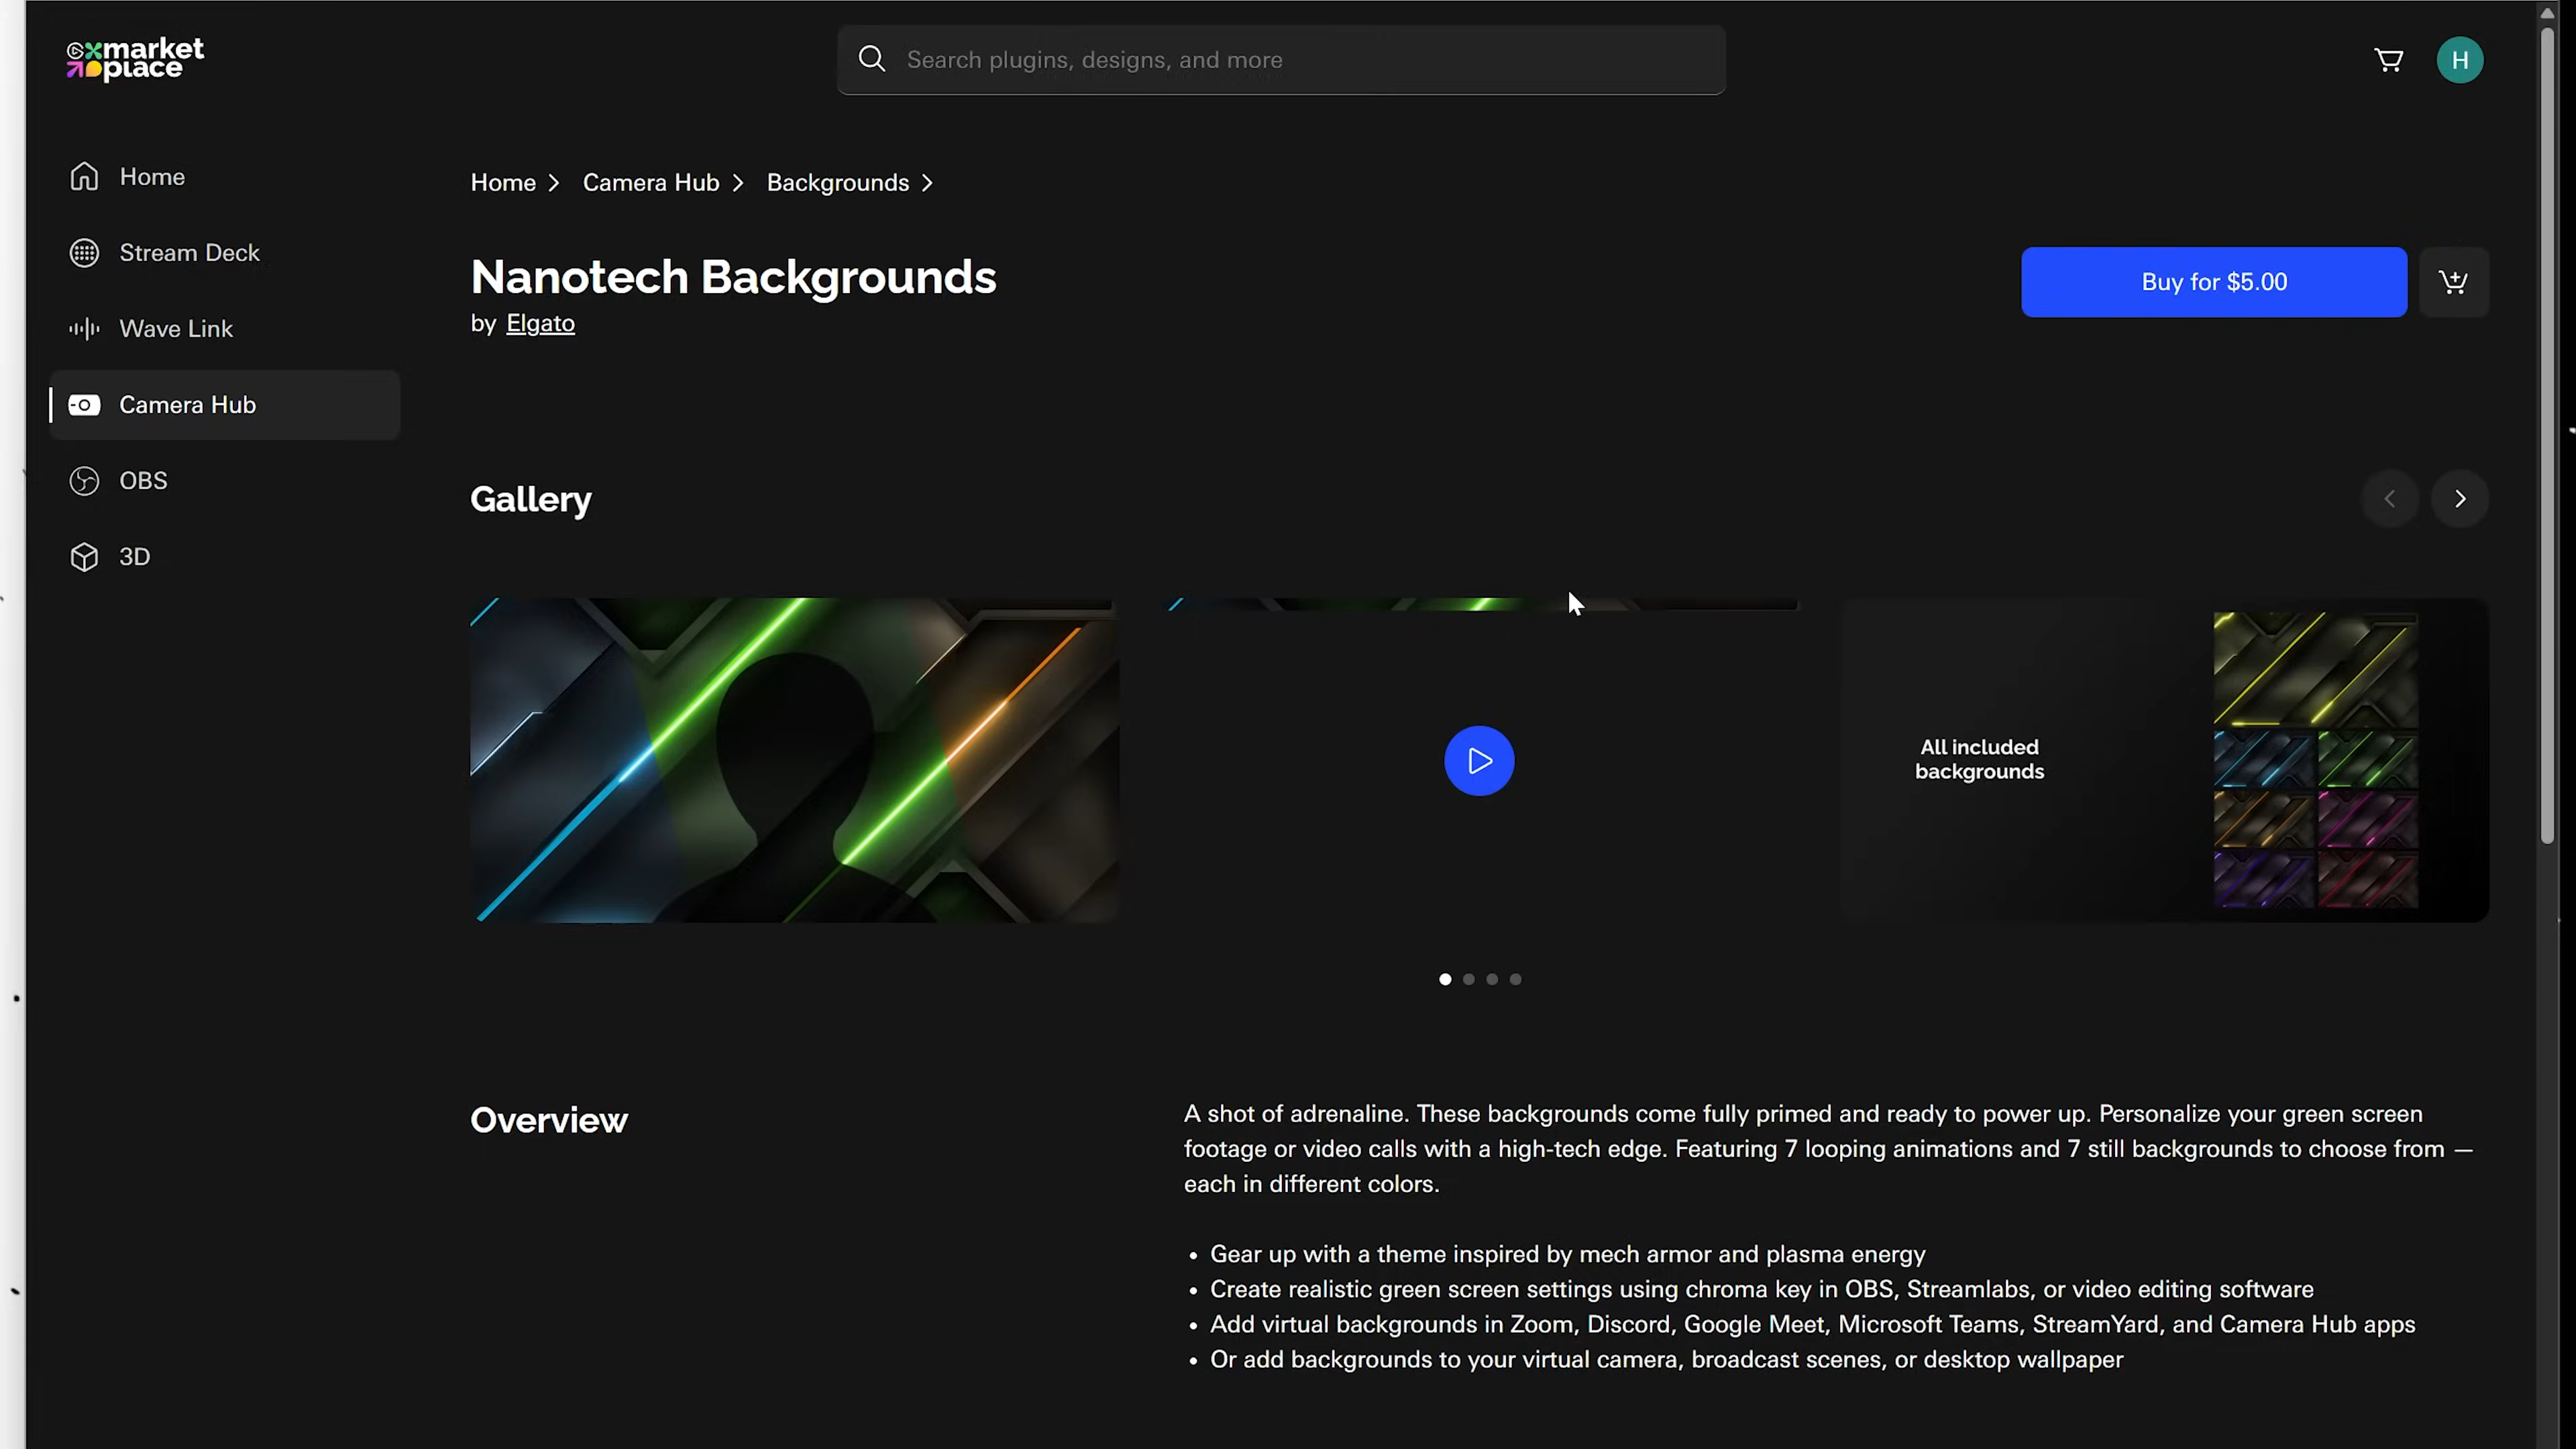 market
place
Search plugins, designs, and more
H
Home
Stream Deck
Wave Link
Camera Hub
OBS
3D
Home
Camera Hub
Backgrounds
Nanotech Backgrounds
by Elgato
Buy for $5.00
Gallery
All included
backgrounds
Overview
A shot of adrenaline. These backgrounds come fully primed and ready to power up. Personalize your green screen
footage or video calls with a high-tech edge. Featuring 7 looping animations and 7 still backgrounds to choose from —
each in different colors.
• Gear up with a theme inspired by mech armor and plasma energy
• Create realistic green screen settings using chroma key in OBS, Streamlabs, or video editing software
• Add virtual backgrounds in Zoom, Discord, Google Meet, Microsoft Teams, StreamYard, and Camera Hub apps
• Or add backgrounds to your virtual camera, broadcast scenes, or desktop wallpaper